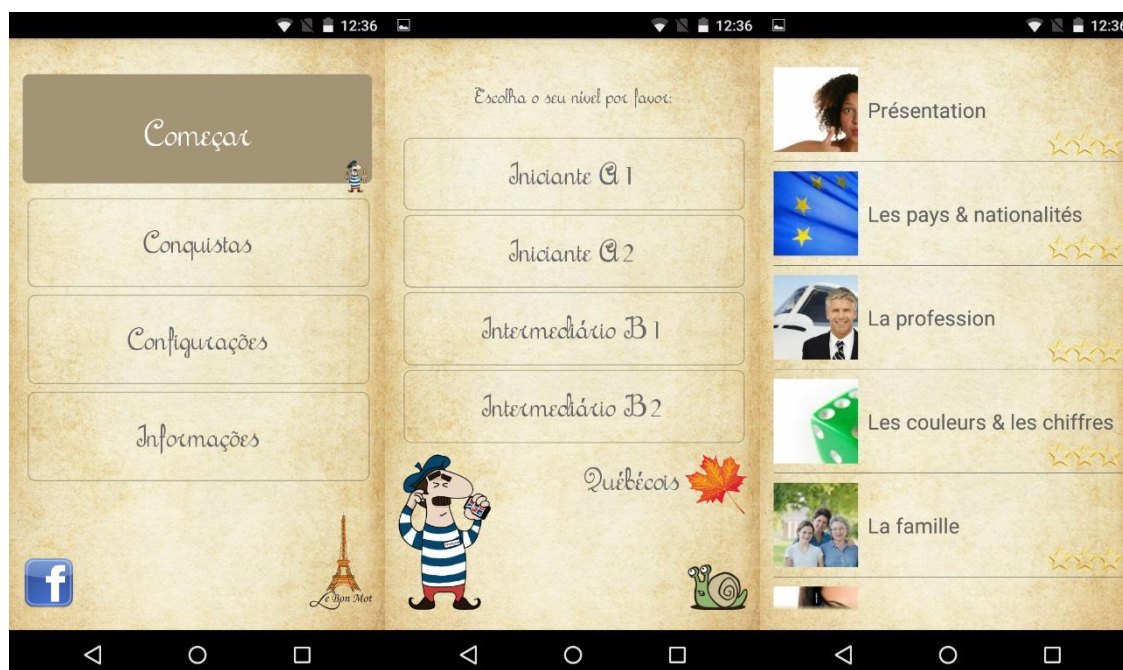 12:36
Começar
Conquistas
Configurações
Informações
f
Le Bon Mot
12:36
Escolha o seu nível por favor:
Iniciante A1
Iniciante A2
Intermediário B1
Intermediário B2
Québécois
12:36
Présentation
Les pays & nationalités
La profession
Les couleurs & les chiffres
La famille